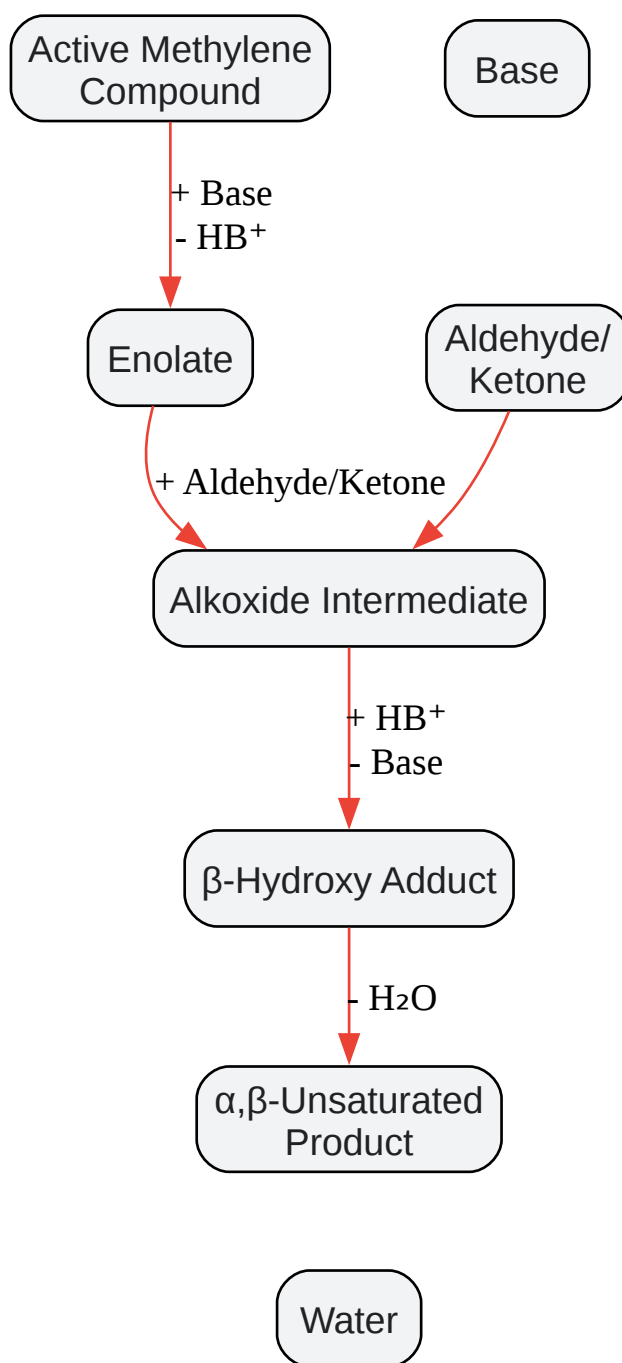 Active Methylene
Compound
Base
+ Base
- HB⁺
Enolate
Aldehyde/
Ketone
+ Aldehyde/Ketone
Alkoxide Intermediate
+ HB⁺
- Base
β-Hydroxy Adduct
- H₂O
α,β-Unsaturated
Product
Water